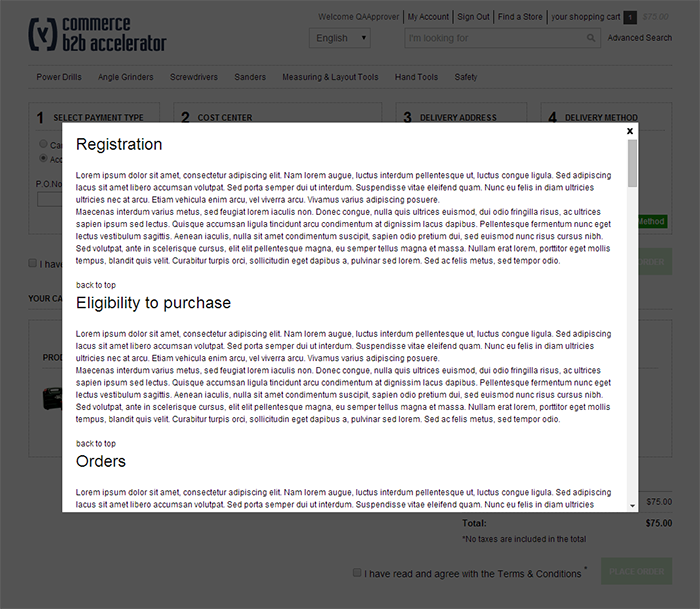 commerce
b2b accelerator
Welcome QAApprover
My Account
Sign Out
Find a Store
your shopping cart 1 $75.00
English
I'm looking for
Advanced Search
Power Drills Angle Grinders Screwdrivers Sanders Measuring & Layout Tools Hand Tools Safety
1 SELECT PAYMENT TYPE
2 COST CENTER
3 DELIVERY ADDRESS
4 DELIVERY METHOD
P.O.No
Method
I have
YOUR CA
PROD
x
Registration
Lorem ipsum dolor sit amet, consectetur adipiscing elit. Nam lorem augue, luctus interdum pellentesque ut, luctus congue ligula. Sed adipiscing
lacus sit amet libero accumsan volutpat. Sed porta semper dui ut interdum. Suspendisse vitae eleifend quam. Nunc eu felis in diam ultricies
ultricies nec at arcu. Etiam vehicula enim arcu, vel viverra arcu. Vivamus varius adipiscing posuere.
Maecenas interdum varius metus, sed feugiat lorem iaculis non. Donec congue, nulla quis ultrices euismod, dui odio fringilla risus, ac ultrices
sapien ipsum sed lectus. Quisque accumsan ligula tincidunt arcu condimentum at dignissim lacus dapibus. Pellentesque fermentum nunc eget
lectus vestibulum sagittis. Aenean iaculis, nulla sit amet condimentum suscipit, sapien odio pretium dui, sed euismod nunc risus cursus nibh.
Sed volutpat, ante in scelerisque cursus, elit elit pellentesque magna, eu semper tellus magna et massa. Nullam erat lorem, porttitor eget mollis
tempus, blandit quis velit. Curabitur turpis orci, sollicitudin eget dapibus a, pulvinar sed lorem. Sed ac felis metus, sed tempor odio.
back to top
Eligibility to purchase
Lorem ipsum dolor sit amet, consectetur adipiscing elit. Nam lorem augue, luctus interdum pellentesque ut, luctus congue ligula. Sed adipiscing
lacus sit amet libero accumsan volutpat. Sed porta semper dui ut interdum. Suspendisse vitae eleifend quam. Nunc eu felis in diam ultricies
ultricies nec at arcu. Etiam vehicula enim arcu, vel viverra arcu. Vivamus varius adipiscing posuere.
Maecenas interdum varius metus, sed feugiat lorem iaculis non. Donec congue, nulla quis ultrices euismod, dui odio fringilla risus, ac ultrices
sapien ipsum sed lectus. Quisque accumsan ligula tincidunt arcu condimentum at dignissim lacus dapibus. Pellentesque fermentum nunc eget
lectus vestibulum sagittis. Aenean iaculis, nulla sit amet condimentum suscipit, sapien odio pretium dui, sed euismod nunc risus cursus nibh.
Sed volutpat, ante in scelerisque cursus, elit elit pellentesque magna, eu semper tellus magna et massa. Nullam erat lorem, porttitor eget mollis
tempus, blandit quis velit. Curabitur turpis orci, sollicitudin eget dapibus a, pulvinar sed lorem. Sed ac felis metus, sed tempor odio.
back to top
Orders
Lorem ipsum dolor sit amet, consectetur adipiscing elit. Nam lorem augue, luctus interdum pellentesque ut, luctus congue ligula. Sed adipiscing
lacus sit amet libero accumsan volutpat. Sed porta semper dui ut interdum. Suspendisse vitae eleifend quam. Nunc eu felis in diam ultricies
$75.00
Total: $75.00
*No taxes are included in the total
I have read and agree with the Terms & Conditions *
PLACE ORDER